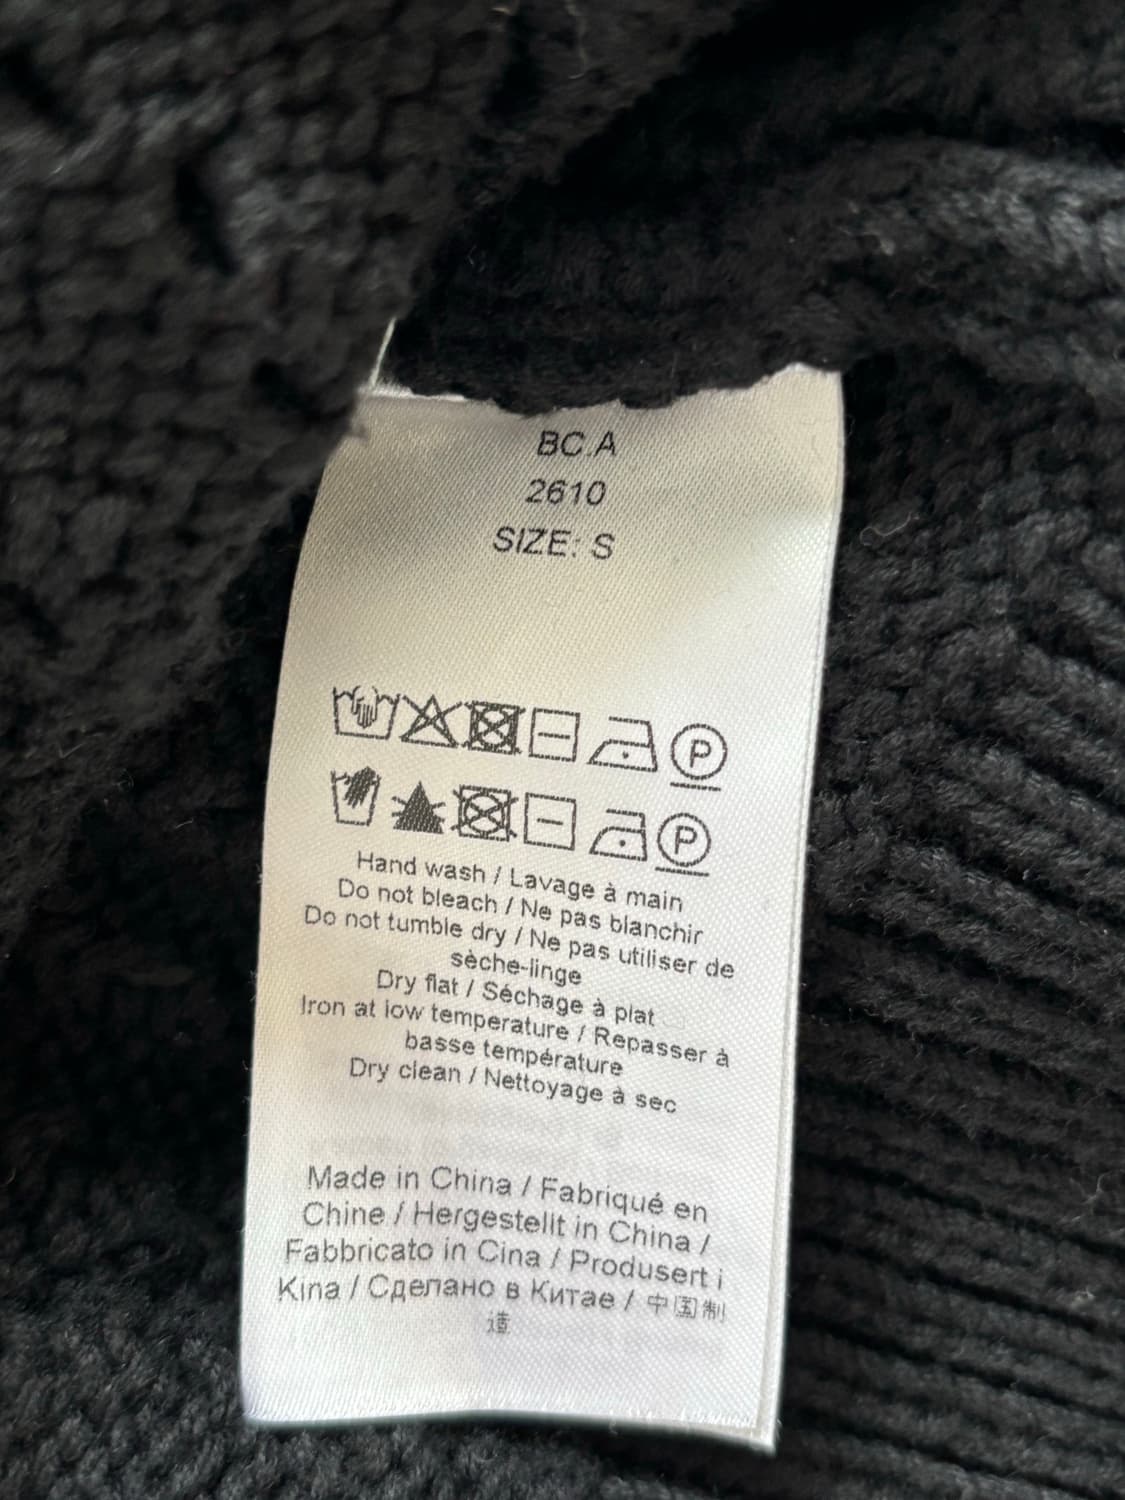 BC.A
2610
SIZE: S
P
P
Hand wash / Lavage à main
Do not bleach / Ne pas blanchir
Do not tumble dry / Ne pas utiliser de
sèche-linge
Dry flat / Séchage à plat
Iron at low temperature / Repasser à
basse température
Dry clean / Nettoyage à sec
Made in China / Fabriqué en
Chine / Hergestellt in China /
Fabbricato in Cina / Produsert i
Kina / Сделано в Китае / 中国制
造